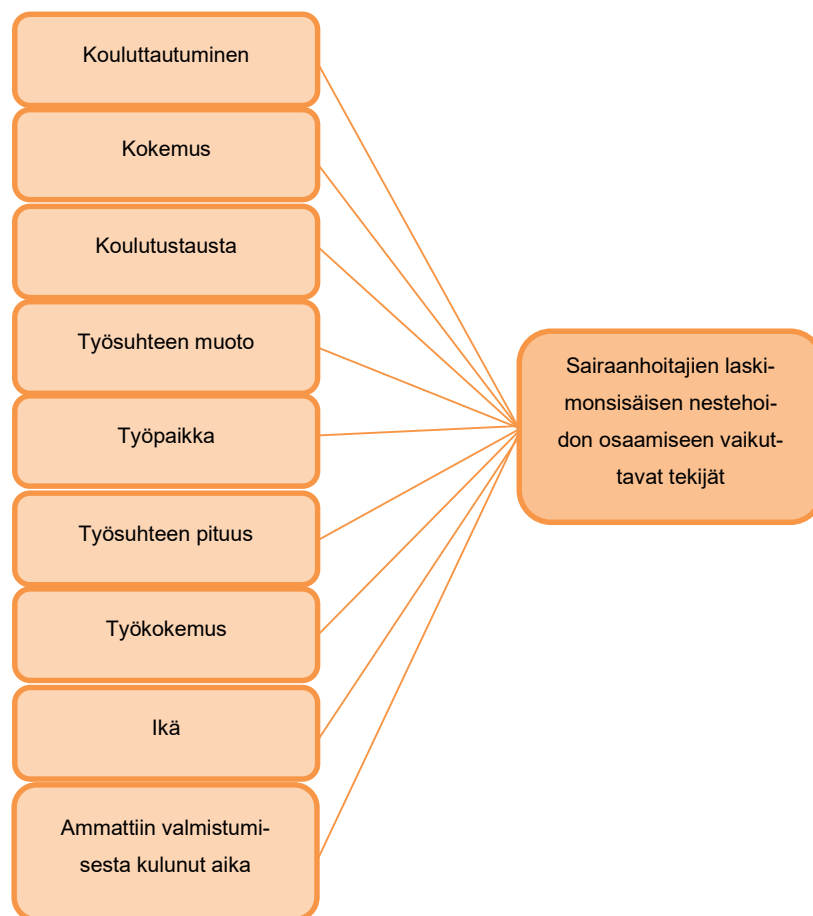 Kouluttautuminen
Kokemus
Koulutustausta
Työsuhteen muoto
Työpaikka
Työsuhteen pituus
Työkokemus
Ikä
Ammattiin valmistumi-
sesta kulunut aika
Sairaanhoitajien laski-
monsisäisen nestehoi-
don osaamiseen vaikut-
tavat tekijät